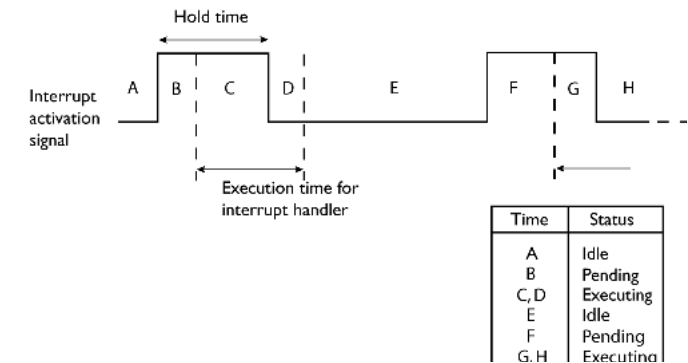 Hold time
A B C D E F G H
Interrupt
activation
signal
Execution time for
interrupt handler
Time Status
A Idle
B Pending
C, D Executing
E Idle
F Pending
G, H Executing